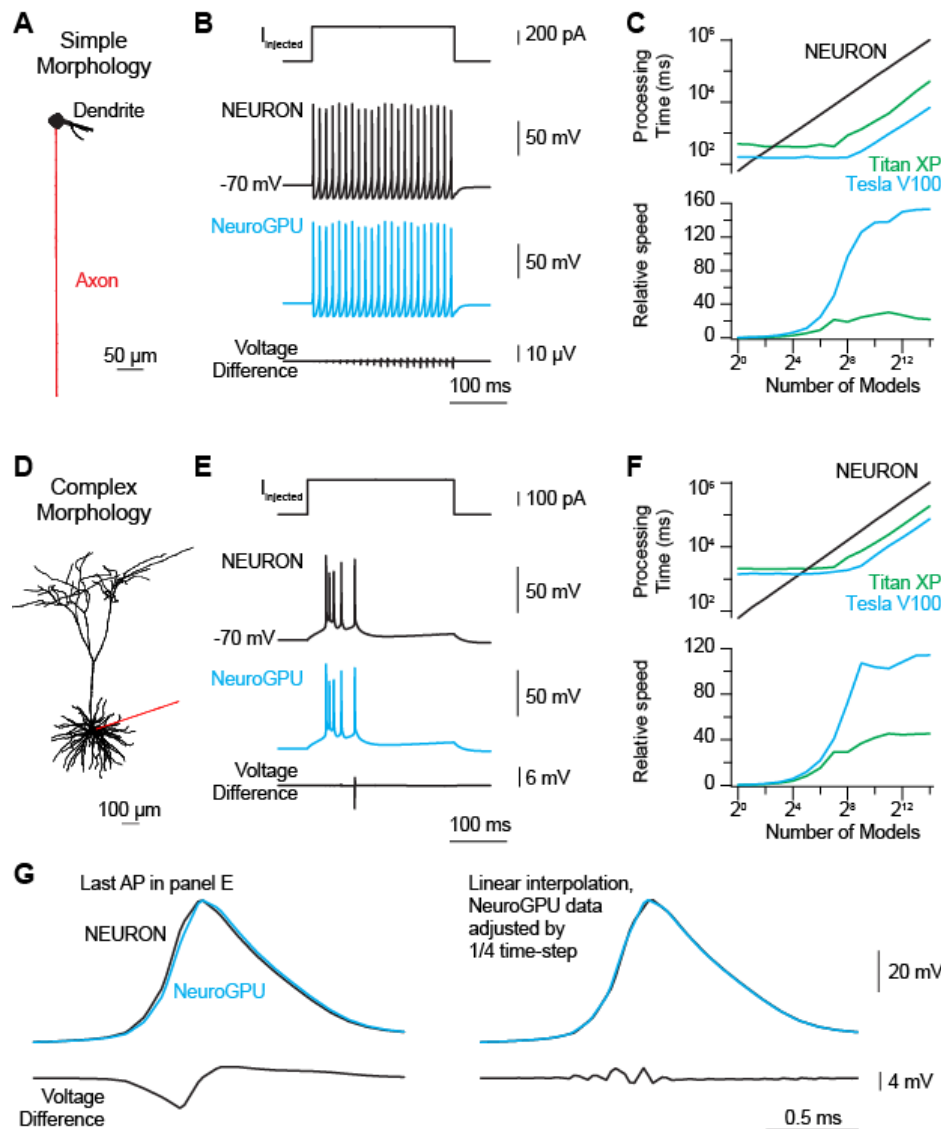 A
Simple
Morphology
Dendrite
Axon
50 µm
B
Iinjected
200 pA
NEURON
50 mV
-70 mV
NeuroGPU
50 mV
Voltage
Difference
10 µV
100 ms
C
Processing
Time (ms)
10⁶
10⁴
10²
NEURON
Titan XP
Tesla V100
Relative speed
160
120
80
40
0
2⁰
2⁴
2⁸
2¹²
Number of Models
D
Complex
Morphology
100 µm
E
Iinjected
100 pA
NEURON
50 mV
-70 mV
NeuroGPU
50 mV
Voltage
Difference
6 mV
100 ms
F
Processing
Time (ms)
10⁶
10⁴
10²
NEURON
Titan XP
Tesla V100
Relative speed
120
80
40
0
2⁰
2⁴
2⁸
2¹²
Number of Models
G
Last AP in panel E
NEURON
NeuroGPU
Voltage
Difference
Linear interpolation,
NeuroGPU data
adjusted by
1/4 time-step
20 mV
4 mV
0.5 ms